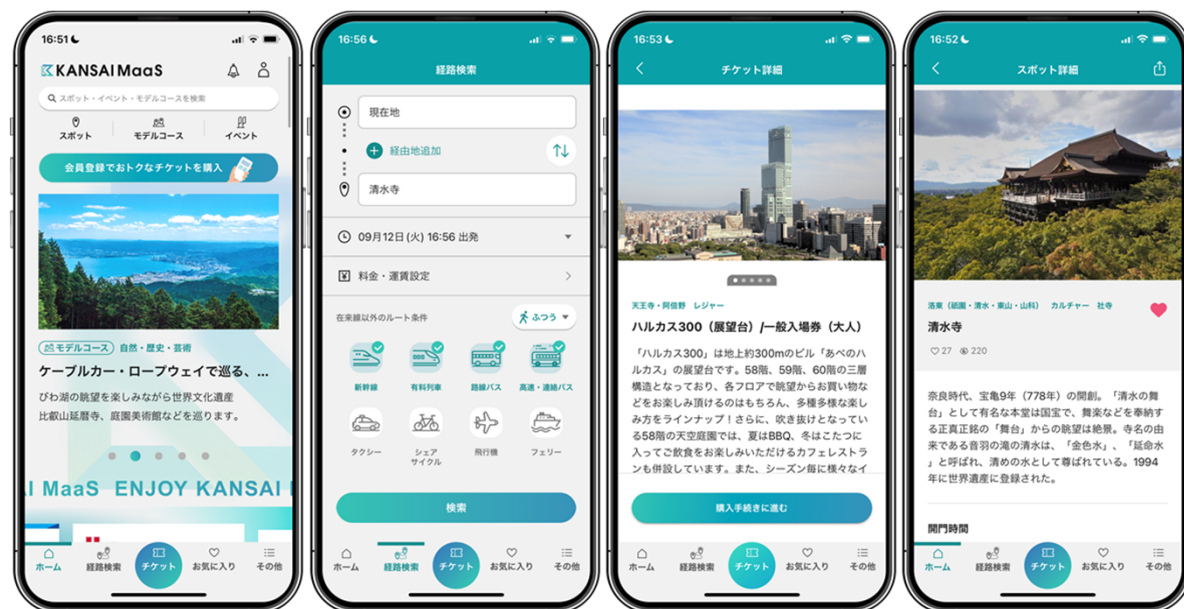 16:51
KANSAI MaaS
スポット・イベント・モデルコースを検索
スポット
モデルコース
イベント
会員登録でおトクなチケットを購入
モデルコース
自然・歴史・芸術
ケーブルカー・ロープウェイで巡る、...
びわ湖の眺望を楽しみながら世界文化遺産
比叡山延暦寺、庭園美術館などを巡ります。
AI MaaS ENJOY KANSAI
ホーム
経路検索
チケット
お気に入り
その他
16:56
経路検索
現在地
経由地追加
清水寺
09月12日(火) 16:56 出発
料金・運賃設定
在来線以外のルート条件
ふつう
新幹線
有料列車
路線バス
高速・連絡バス
タクシー
シェア
サイクル
飛行機
フェリー
検索
ホーム
経路検索
チケット
お気に入り
その他
16:53
チケット詳細
天王寺・阿倍野 レジャー
ハルカス300（展望台）/一般入場券（大人）
「ハルカス300」は地上約300mのビル「あべのハ
ルカス」の展望台です。58階、59階、60階の三層
構造となっており、各フロアで眺望からお買い物な
どをお楽しみ頂けるのはもちろん、多種多様な楽し
み方をラインナップ！さらに、吹き抜けとなってい
る58階の天空庭園では、夏はBBQ、冬はこたつに
入ってご飲食をお楽しみいただけるカフェレストラ
ンも併設しています。また、シーズン毎に様々なイ
購入手続きに進む
ホーム
経路検索
チケット
お気に入り
その他
16:52
スポット詳細
洛東（祇園・清水・東山・山科） カルチャー 社寺
清水寺
27 220
奈良時代、宝亀9年（778年）の開創。「清水の舞
台」として有名な本堂は国宝で、舞楽などを奉納す
る正真正銘の「舞台」からの眺望は絶景。寺名の由
来である音羽の滝の清水は、「金色水」、「延命水
」と呼ばれ、清めの水として尊ばれている。1994
年に世界遺産に登録された。
開門時間
ホーム
経路検索
チケット
お気に入り
その他